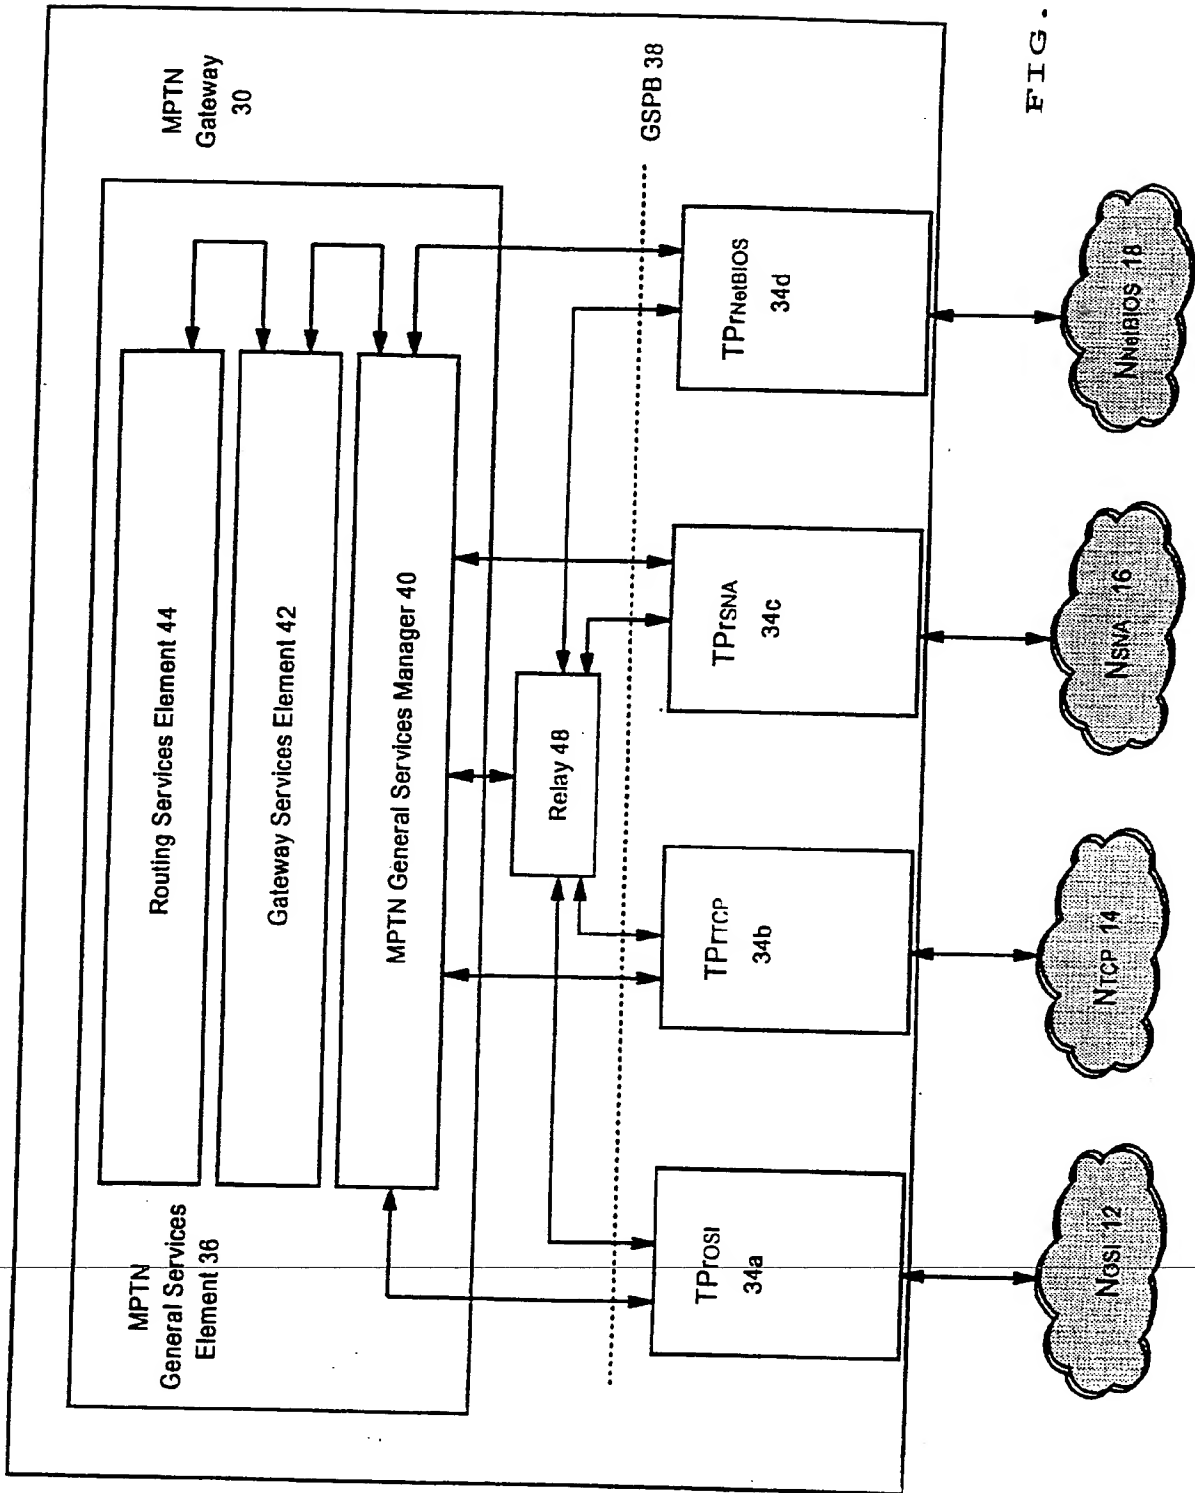 MPTN
Gateway
30
MPTN
General Services
Element 36
Routing Services Element 44
Gateway Services Element 42
MPTN General Services Manager 40
Relay 48
GSPB 38
TPrOSI
34a
TPrTCP
34b
TPrSNA
34c
TPrNetBIOS
34d
NOSI 12
NTCP 14
NSNA 16
NNetBIOS 18
FIG.